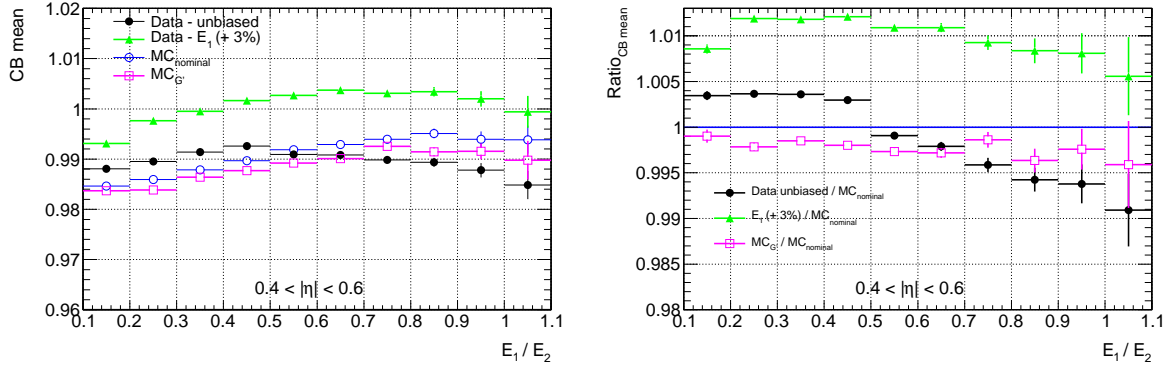 CB mean
1.02
1.01
1
0.99
0.98
0.97
0.96
Data - unbiased
Data - E1 (+ 3%)
MCnominal
MCG'
0.4 < |η| < 0.6
0.1 0.2 0.3 0.4 0.5 0.6 0.7 0.8 0.9 1 1.1
E1 / E2
RatioCB mean
1.01
1.005
1
0.995
0.99
0.985
0.98
Data unbiased / MCnominal
E1 (+ 3%) / MCnominal
MCG' / MCnominal
0.4 < |η| < 0.6
0.1 0.2 0.3 0.4 0.5 0.6 0.7 0.8 0.9 1 1.1
E1 / E2